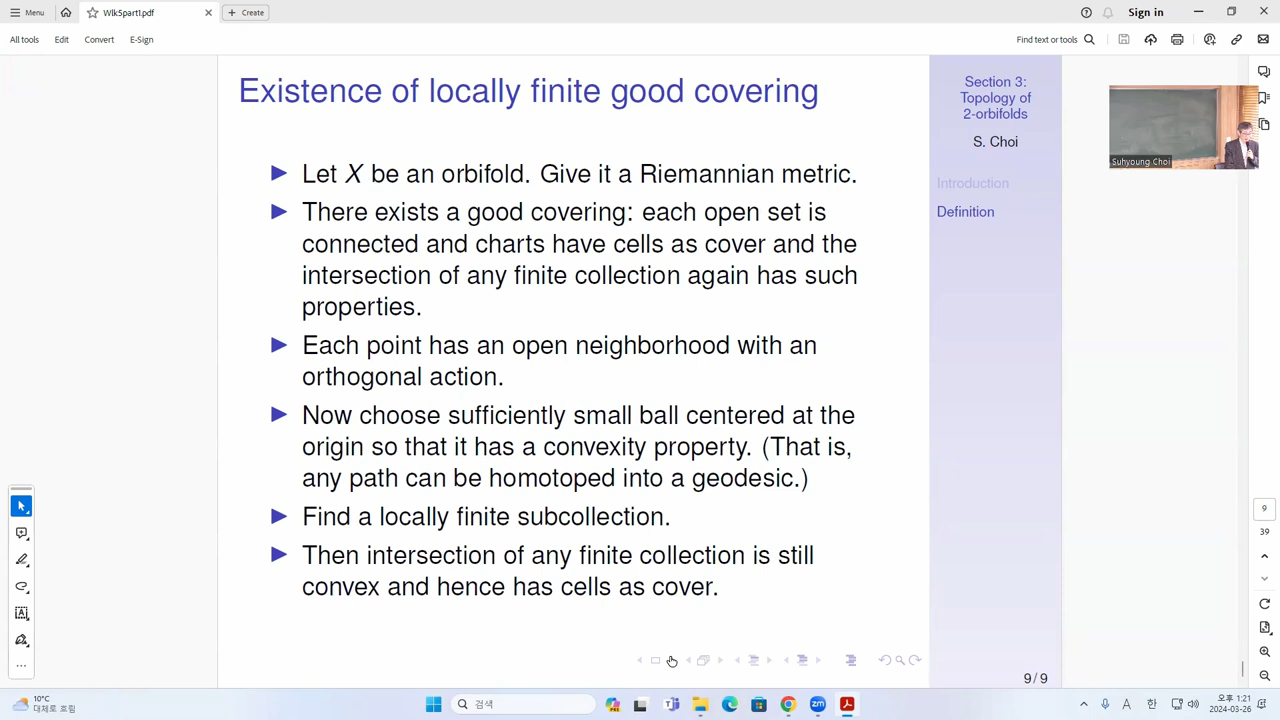 Menu
Wlk5part1.pdf
Create
Sign in
All tools
Edit
Convert
E-Sign
Find text or tools
Existence of locally finite good covering
Let X be an orbifold. Give it a Riemannian metric.
There exists a good covering: each open set is
connected and charts have cells as cover and the
intersection of any finite collection again has such
properties.
Each point has an open neighborhood with an
orthogonal action.
Now choose sufficiently small ball centered at the
origin so that it has a convexity property. (That is,
any path can be homotoped into a geodesic.)
Find a locally finite subcollection.
Then intersection of any finite collection is still
convex and hence has cells as cover.
9/9
Section 3:
Topology of
2-orbifolds
S. Choi
Introduction
Definition
Suhyoung Choi
9
39
10°C
대체로 흐림
검색
A
한
오후 1:21
2024-03-26